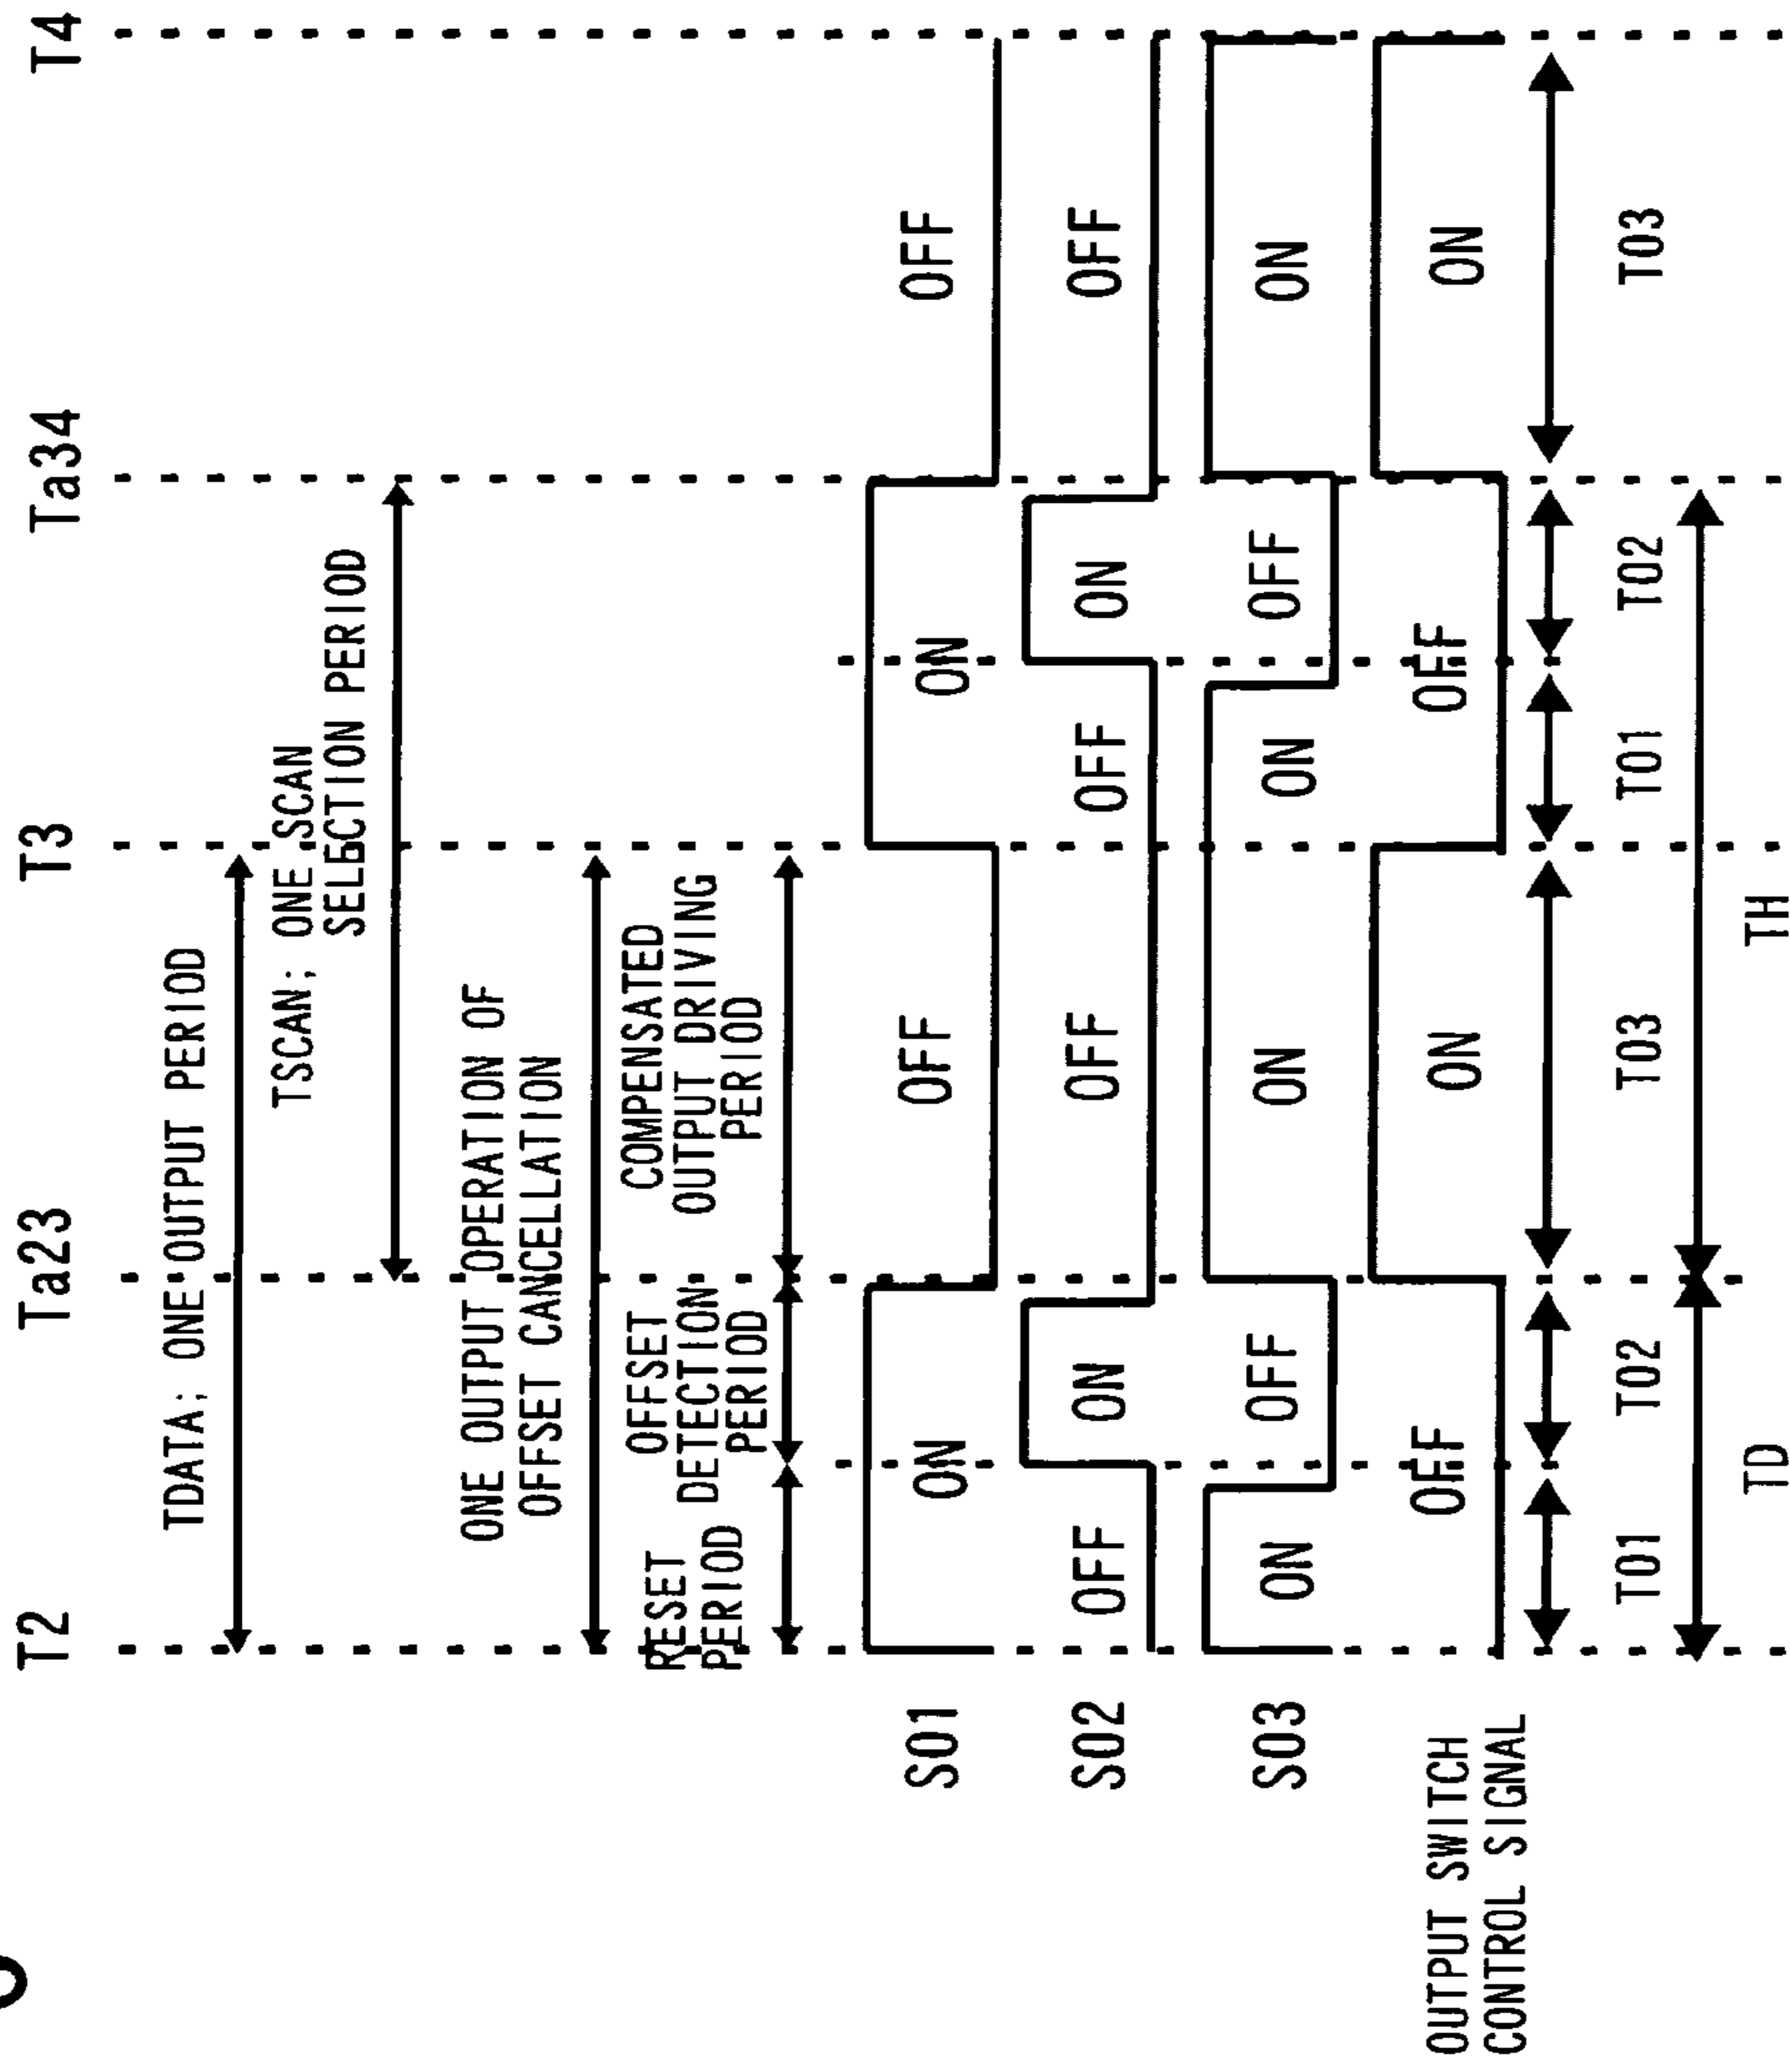 T2 Ta23 T3 Ta34 T4
TDATA; ONE OUTPUT PERIOD
TSCAN; ONE SCAN
SELECTION PERIOD
ONE OUTPUT OPERATION OF
OFFSET CANCELLATION
RESET
PERIOD
OFFSET
DETECTION
PERIOD
COMPENSATED
OUTPUT DRIVING
PERIOD
S01 ON OFF ON OFF
S02 OFF ON OFF OFF ON OFF
S03 ON OFF ON ON OFF ON
OUTPUT SWITCH
CONTROL SIGNAL
OFF ON OFF ON
T01 T02 T03 T01 T02 T03
TD TH